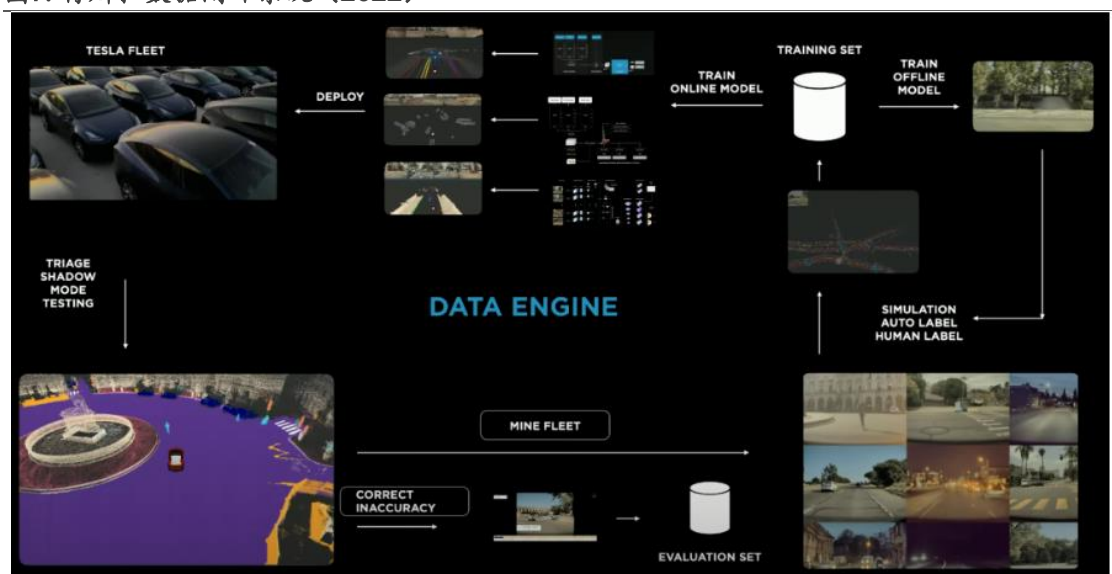 TESLA FLEET
DEPLOY
TRAIN
ONLINE MODEL
TRAINING SET
TRAIN
OFFLINE
MODEL
TRIAGE
SHADOW
MODE
TESTING
DATA ENGINE
SIMULATION
AUTO LABEL
HUMAN LABEL
MINE FLEET
CORRECT
INACCURACY
EVALUATION SET